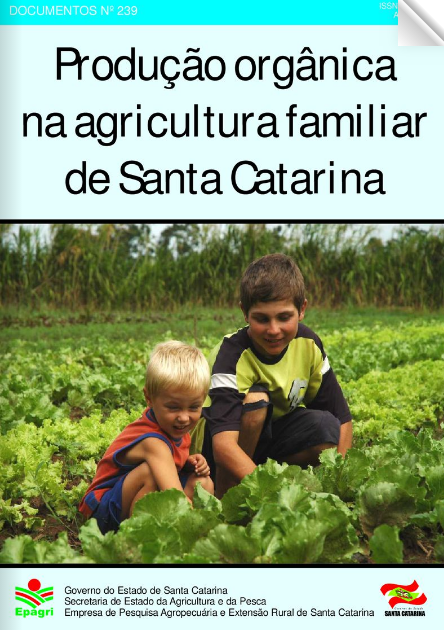 DOCUMENTOS Nº 239
ISSN
Produção orgânica
na agricultura familiar
de Santa Catarina
Epagri
Governo do Estado de Santa Catarina
Secretaria de Estado da Agricultura e da Pesca
Empresa de Pesquisa Agropecuária e Extensão Rural de Santa Catarina
SANTA CATARINA